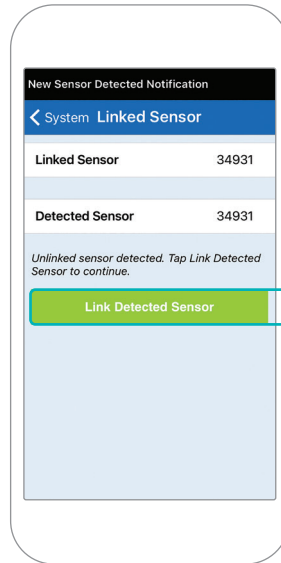 New Sensor Detected Notification
System Linked Sensor
Linked Sensor 34931
Detected Sensor 34931
Unlinked sensor detected. Tap Link Detected
Sensor to continue.
Link Detected Sensor